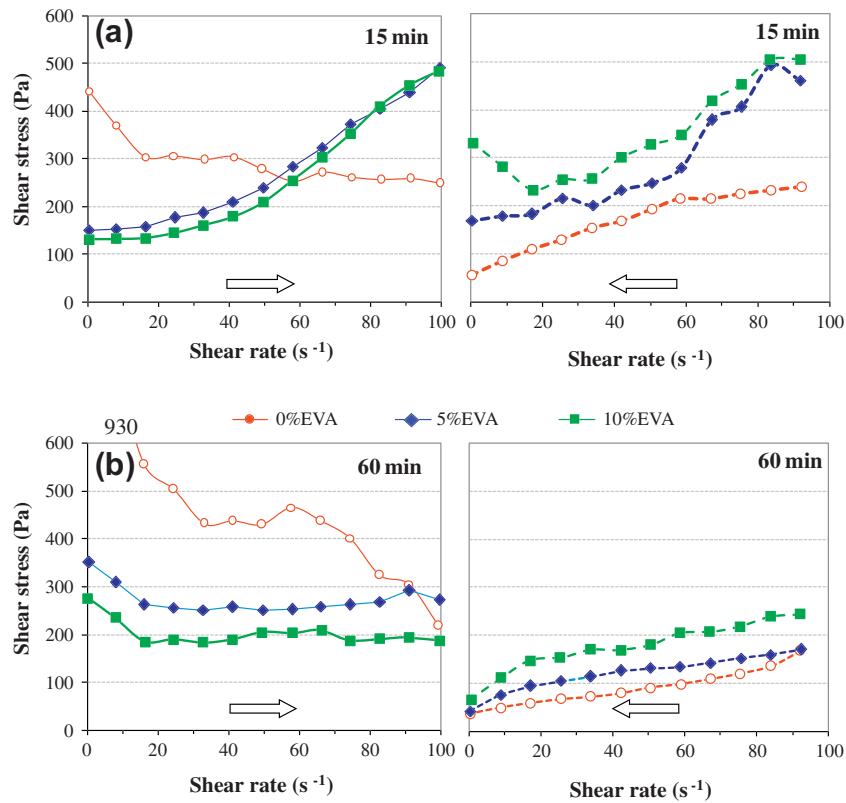 (a)
15 min
600
500
400
300
200
100
0
Shear stress (Pa)
0 20 40 60 80 100
Shear rate (s -1)
15 min
0 20 40 60 80 100
Shear rate (s -1)
0%EVA 5%EVA 10%EVA
930
(b)
60 min
600
500
400
300
200
100
0
Shear stress (Pa)
0 20 40 60 80 100
Shear rate (s -1)
60 min
0 20 40 60 80 100
Shear rate (s -1)